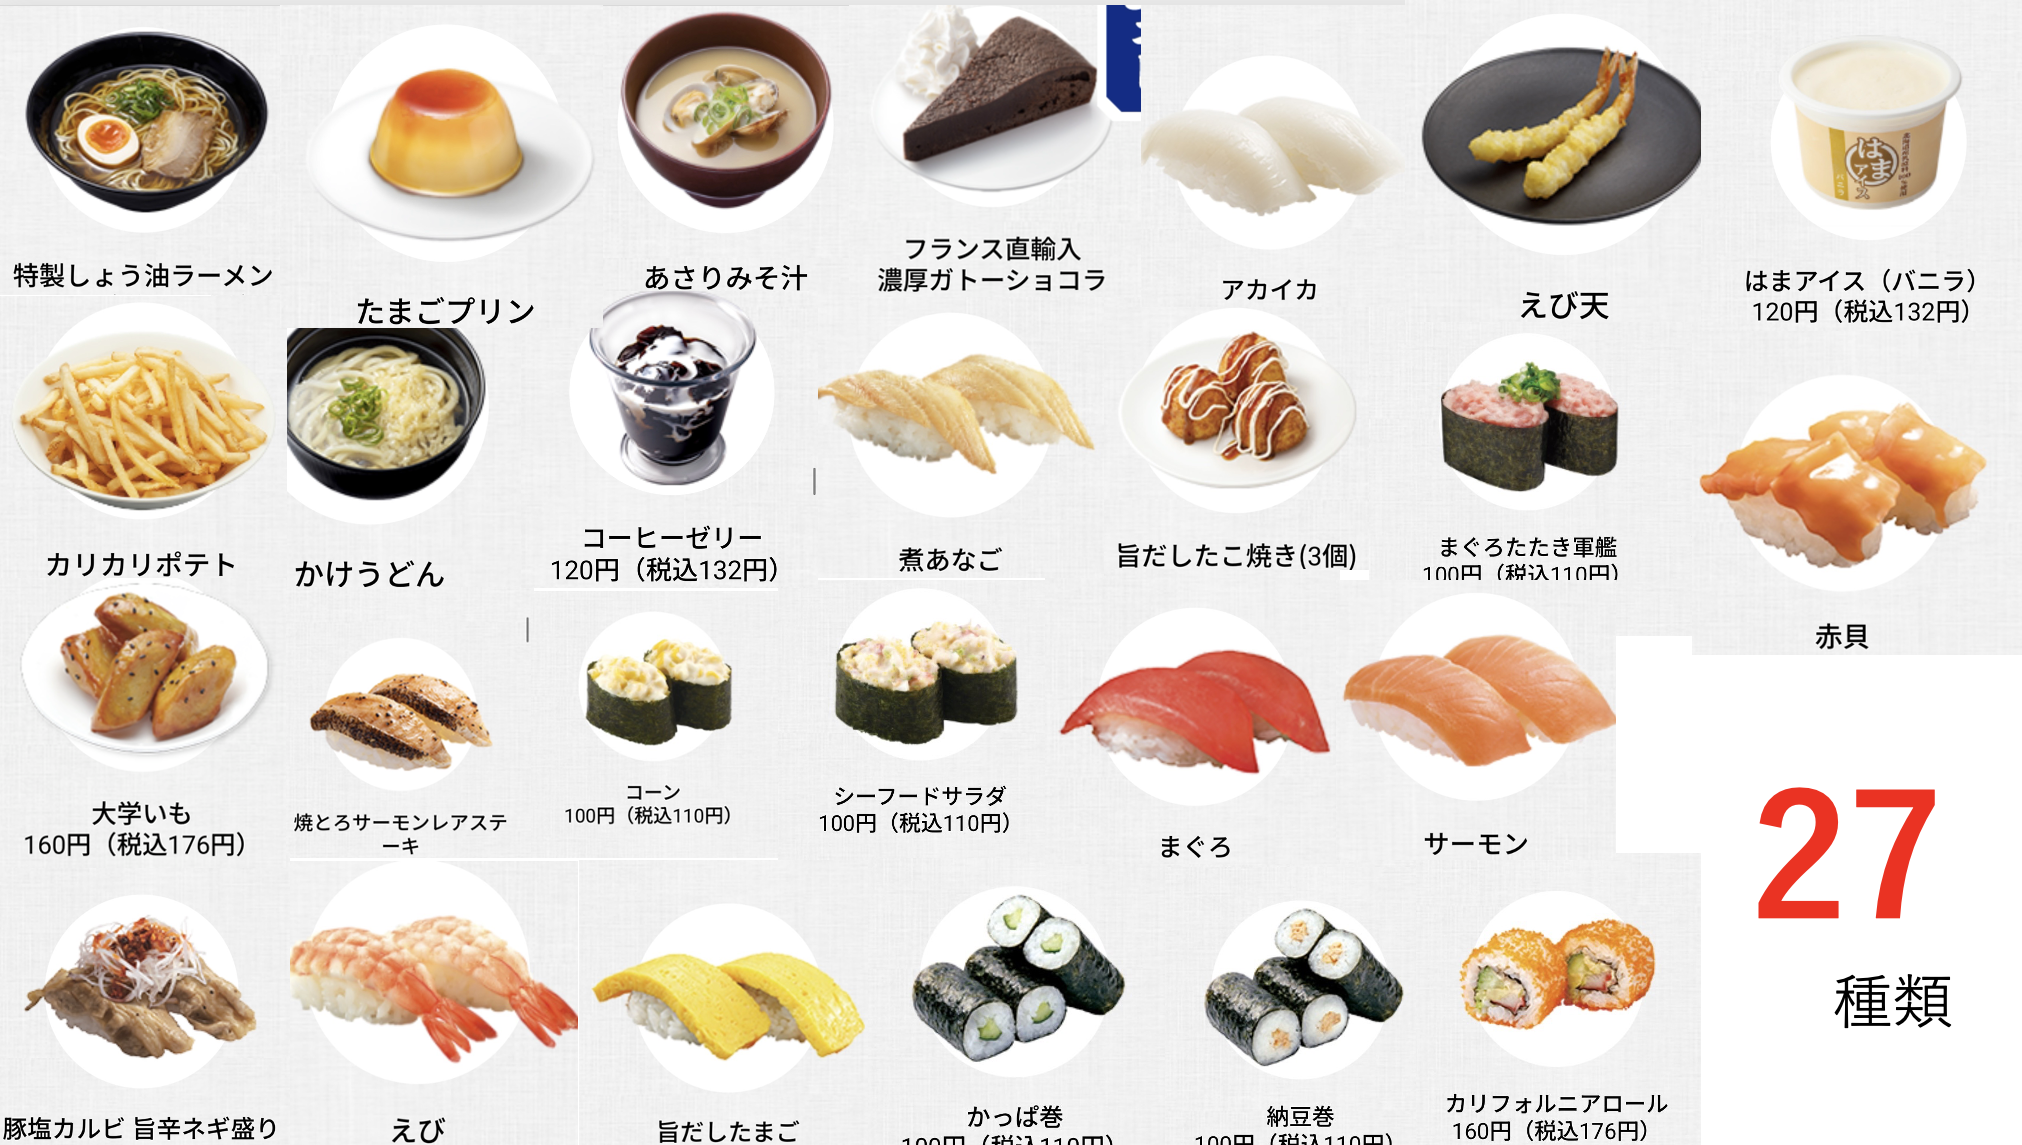 特製しょう油ラーメン
たまごプリン
あさりみそ汁
フランス直輸入
濃厚ガトーショコラ
アカイカ
えび天
はま
アイス
バニラ
はまアイス（バニラ）
120円（税込132円）
カリカリポテト
かけうどん
コーヒーゼリー
120円（税込132円）
煮あなご
旨だしたこ焼き(3個)
まぐろたたき軍艦
100円（税込110円）
赤貝
大学いも
160円（税込176円）
焼とろサーモンレアステ
ーキ
コーン
100円（税込110円）
シーフードサラダ
100円（税込110円）
まぐろ
サーモン
27
種類
豚塩カルビ 旨辛ネギ盛り
えび
旨だしたまご
かっぱ巻
100円（税込110円）
納豆巻
100円（税込110円）
カリフォルニアロール
160円（税込176円）